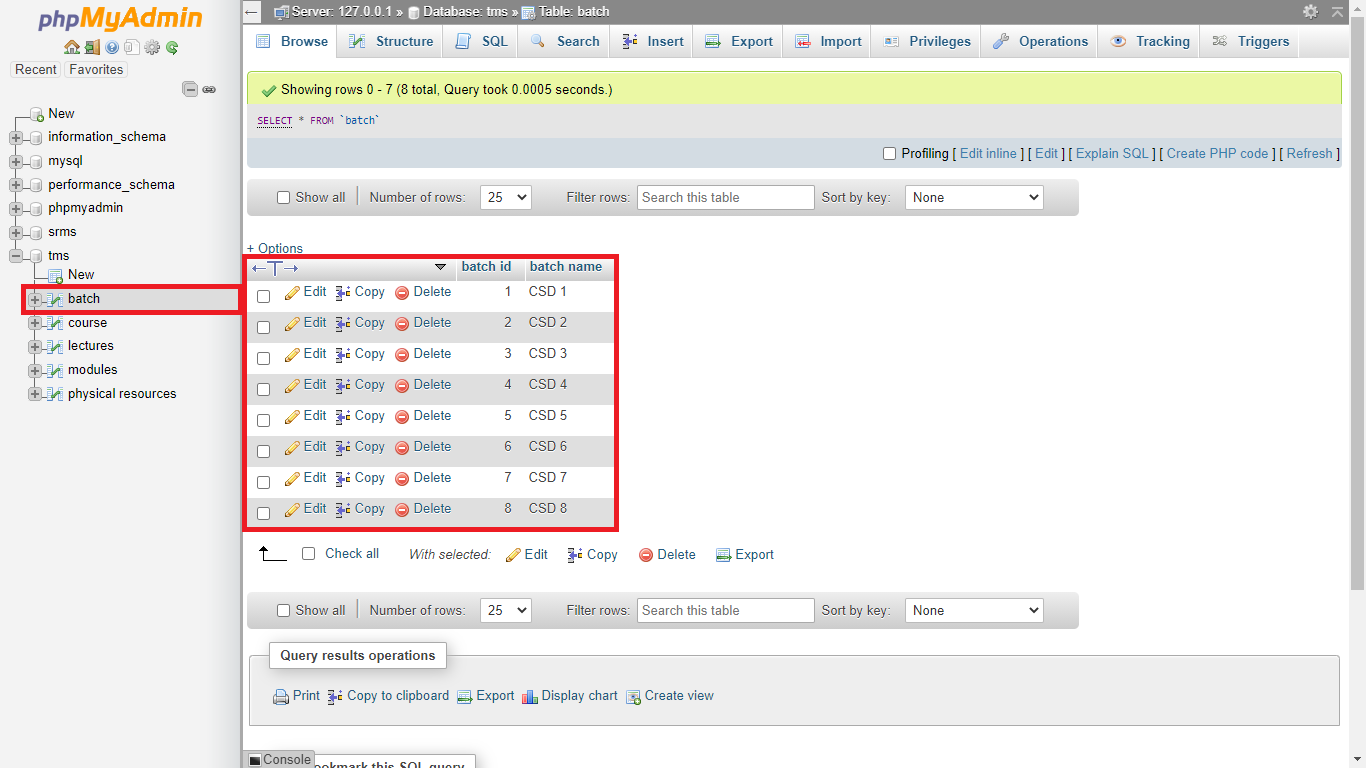 phpMyAdmin
Recent Favorites
New
information_schema
mysql
performance_schema
phpmyadmin
srms
tms
New
batch
course
lectures
modules
physical resources
Server: 127.0.0.1 » Database: tms » Table: batch
Browse Structure SQL Search Insert Export Import Privileges Operations Tracking Triggers
Showing rows 0 - 7 (8 total, Query took 0.0005 seconds.)
SELECT * FROM `batch`
Profiling [ Edit inline ] [ Edit ] [ Explain SQL ] [ Create PHP code ] [ Refresh ]
Show all Number of rows: 25 Filter rows: Search this table Sort by key: None
+ Options
batch id batch name
Edit Copy Delete 1 CSD 1
Edit Copy Delete 2 CSD 2
Edit Copy Delete 3 CSD 3
Edit Copy Delete 4 CSD 4
Edit Copy Delete 5 CSD 5
Edit Copy Delete 6 CSD 6
Edit Copy Delete 7 CSD 7
Edit Copy Delete 8 CSD 8
Check all With selected: Edit Copy Delete Export
Show all Number of rows: 25 Filter rows: Search this table Sort by key: None
Query results operations
Print Copy to clipboard Export Display chart Create view
Console ookmark this SQL query